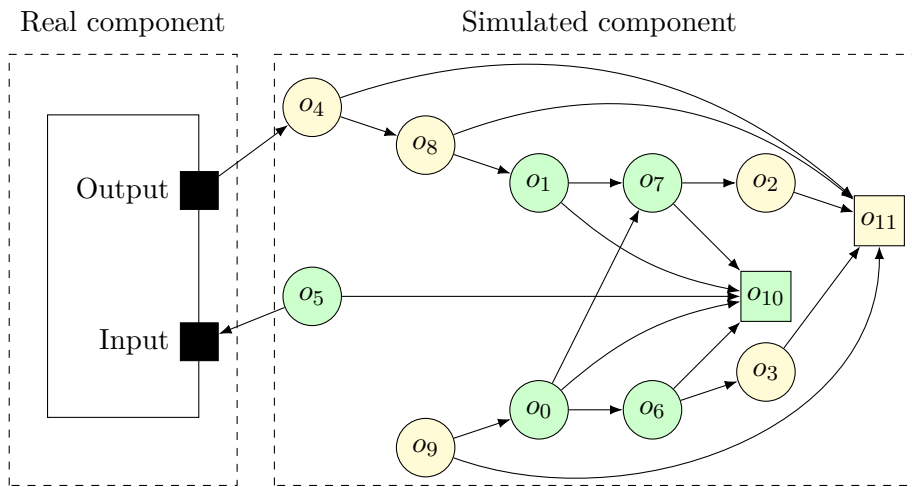 Real component
Simulated component
o4
o8
Output
o1
o7
o2
o11
o5
o10
Input
o3
o0
o6
o9